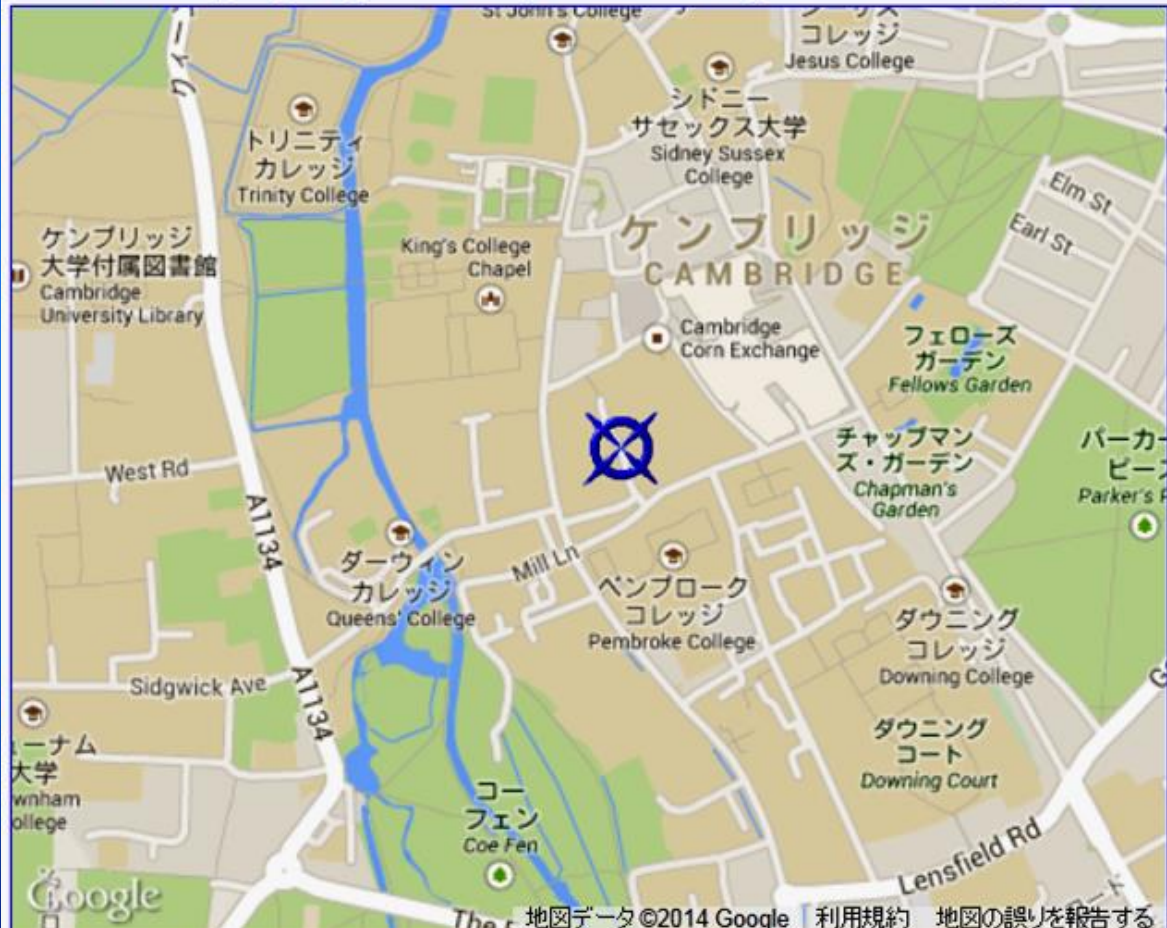 St John's College
コレッジ
Jesus College
トリニティ
カレッジ
Trinity College
シドニー
サセックス大学
Sidney Sussex
College
Elm St
Earl St
ケンブリッジ
大学付属図書館
Cambridge
University Library
King's College
Chapel
ケンブリッジ
CAMBRIDGE
Cambridge
Corn Exchange
フェローズ
ガーデン
Fellows Garden
チャップマン
ズ・ガーデン
Chapman's
Garden
パーカー
ピー
Parker's
West Rd
A1134
ダーウィン
カレッジ
Queens' College
Mill Ln
ペンブローク
コレッジ
Pembroke College
ダウニング
コレッジ
Downing College
Sidgwick Ave
A1134
ーナム
大学
wnham
ollege
ダウニング
コート
Downing Court
コー
フェン
Coe Fen
Lensfield Rd
Google
The
地図データ ©2014 Google 利用規約 地図の誤りを報告する